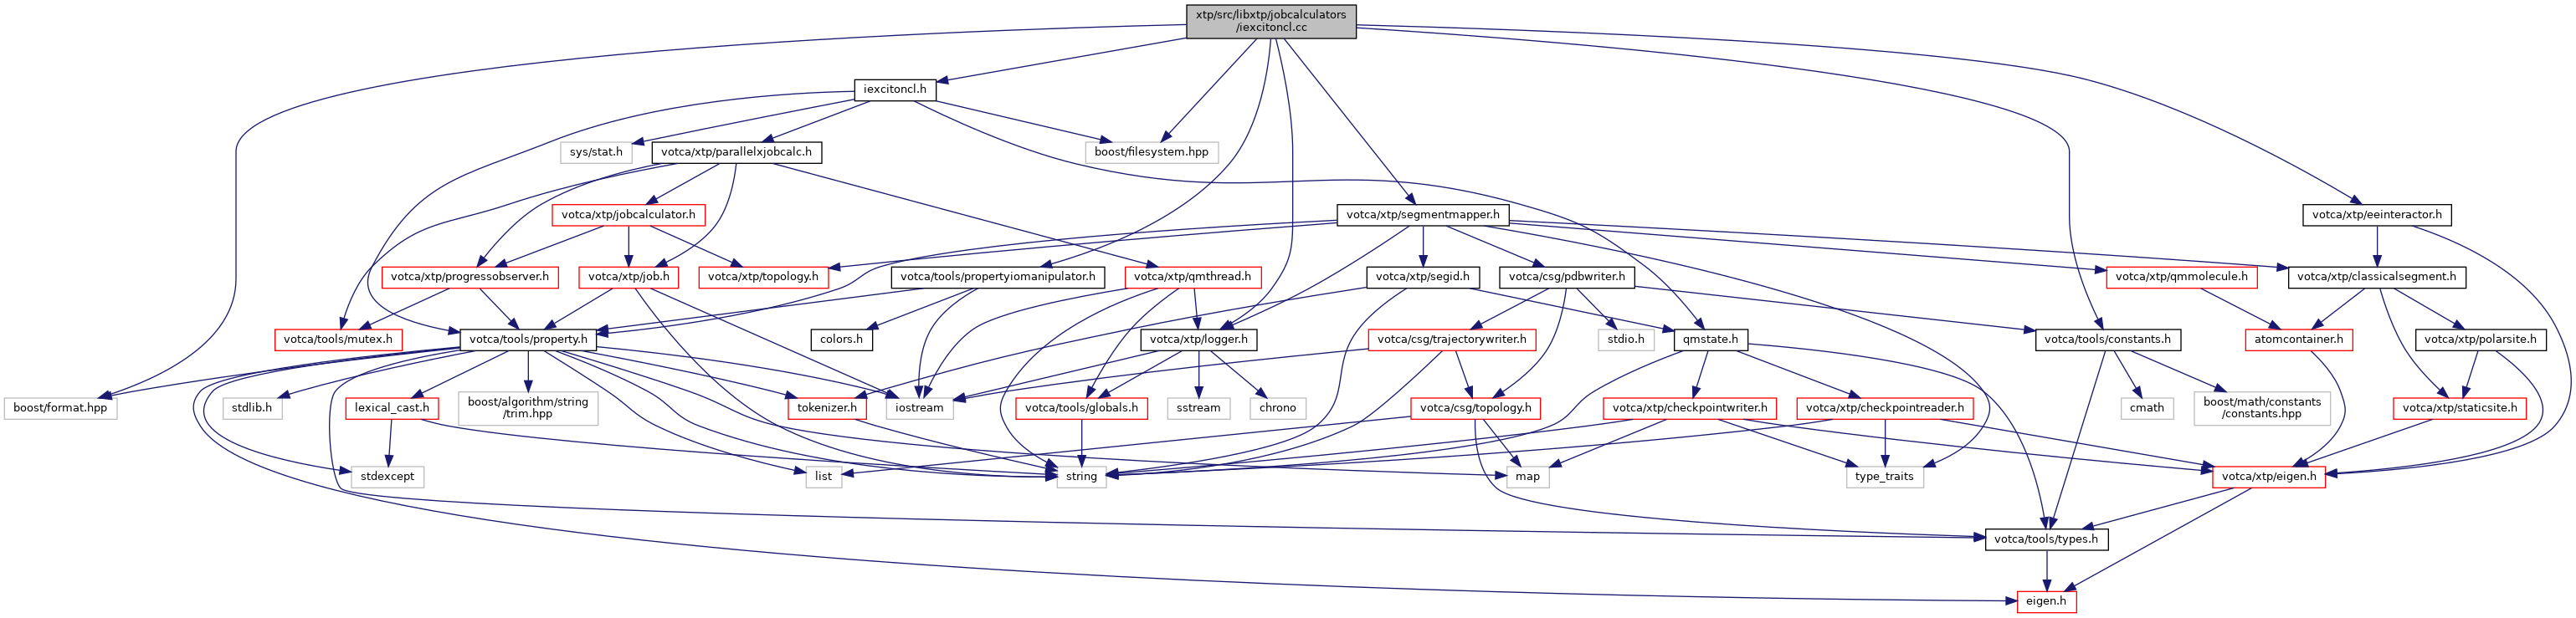 xtp/src/libxtp/jobcalculators
/iexcitoncl.cc
iexcitoncl.h
sys/stat.h
votca/xtp/parallelxjobcalc.h
boost/filesystem.hpp
votca/xtp/jobcalculator.h
votca/xtp/segmentmapper.h
votca/xtp/eeinteractor.h
votca/xtp/progressobserver.h
votca/xtp/job.h
votca/xtp/topology.h
votca/tools/propertyiomanipulator.h
votca/xtp/qmthread.h
votca/xtp/segid.h
votca/csg/pdbwriter.h
votca/xtp/qmmolecule.h
votca/xtp/classicalsegment.h
votca/tools/mutex.h
votca/tools/property.h
colors.h
votca/xtp/logger.h
votca/csg/trajectorywriter.h
stdio.h
qmstate.h
votca/tools/constants.h
atomcontainer.h
votca/xtp/polarsite.h
boost/format.hpp
stdlib.h
lexical_cast.h
boost/algorithm/string
/trim.hpp
tokenizer.h
iostream
votca/tools/globals.h
sstream
chrono
votca/csg/topology.h
votca/xtp/checkpointwriter.h
votca/xtp/checkpointreader.h
cmath
boost/math/constants
/constants.hpp
votca/xtp/staticsite.h
stdexcept
list
string
map
type_traits
votca/xtp/eigen.h
votca/tools/types.h
eigen.h